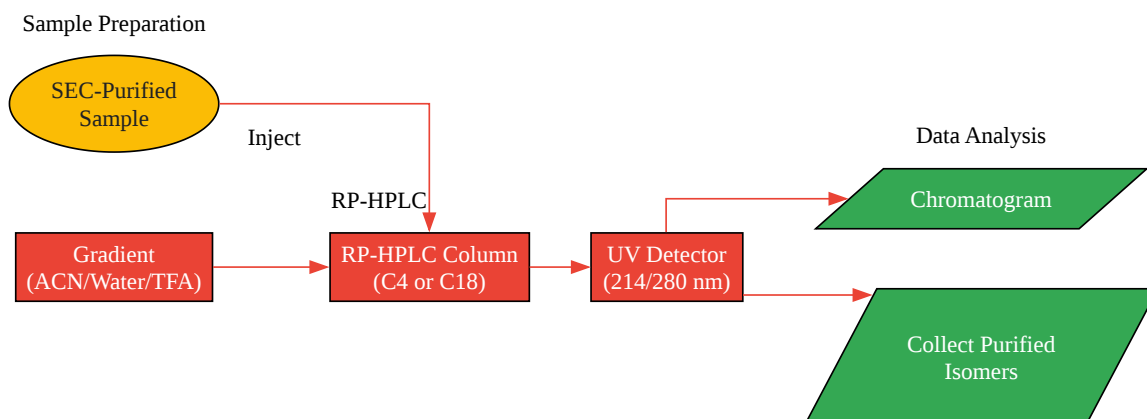 Sample Preparation
SEC-Purified
Sample
Inject
Data Analysis
Chromatogram
RP-HPLC
Gradient
(ACN/Water/TFA)
RP-HPLC Column
(C4 or C18)
UV Detector
(214/280 nm)
Collect Purified
Isomers